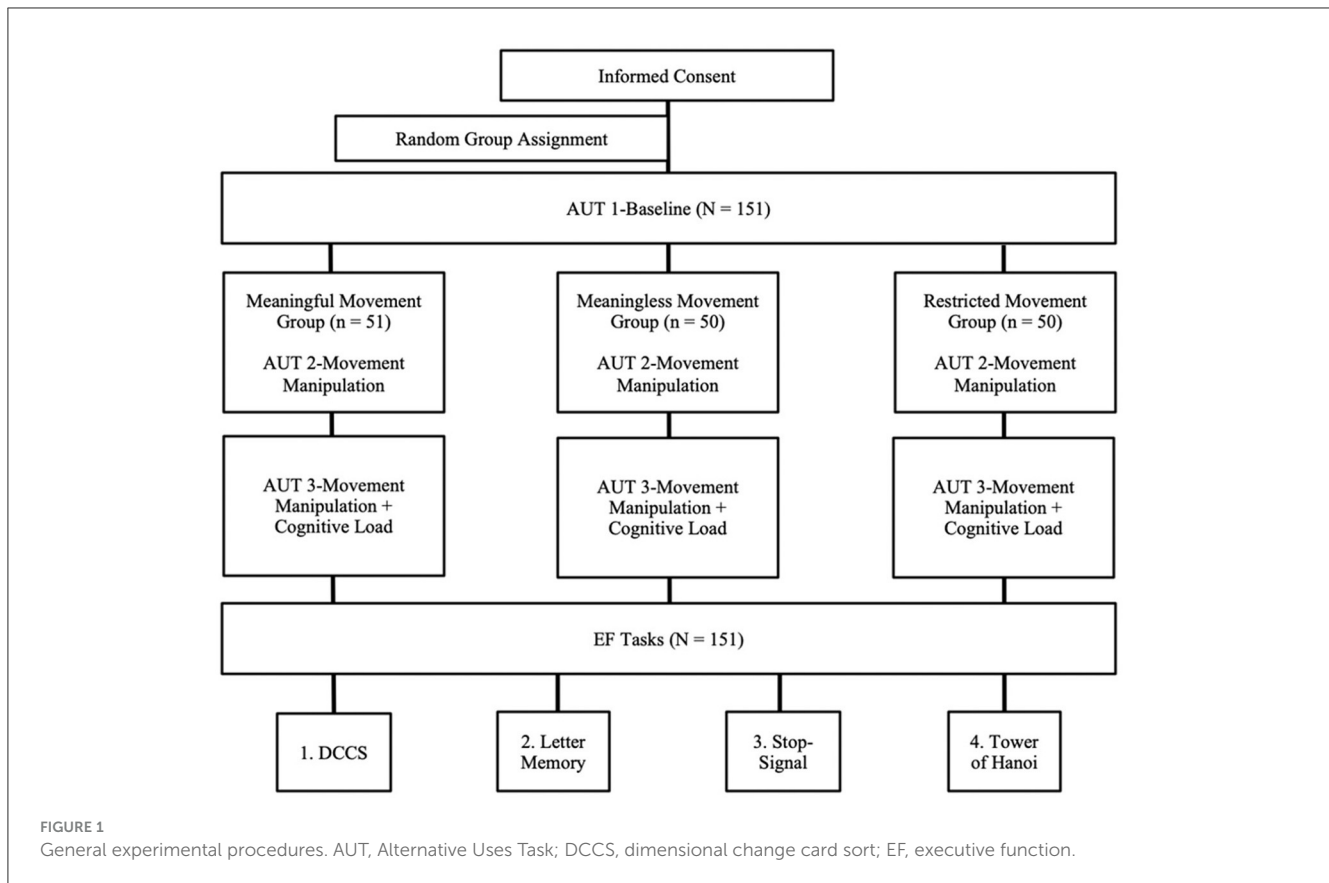 Informed Consent
Random Group Assignment
AUT 1-Baseline (N = 151)
Meaningful Movement
Group (n = 51)
AUT 2-Movement
Manipulation
Meaningless Movement
Group (n = 50)
AUT 2-Movement
Manipulation
Restricted Movement
Group (n = 50)
AUT 2-Movement
Manipulation
AUT 3-Movement
Manipulation +
Cognitive Load
AUT 3-Movement
Manipulation +
Cognitive Load
AUT 3-Movement
Manipulation +
Cognitive Load
EF Tasks (N = 151)
1. DCCS
2. Letter
Memory
3. Stop-
Signal
4. Tower
of Hanoi
FIGURE 1
General experimental procedures. AUT, Alternative Uses Task; DCCS, dimensional change card sort; EF, executive function.